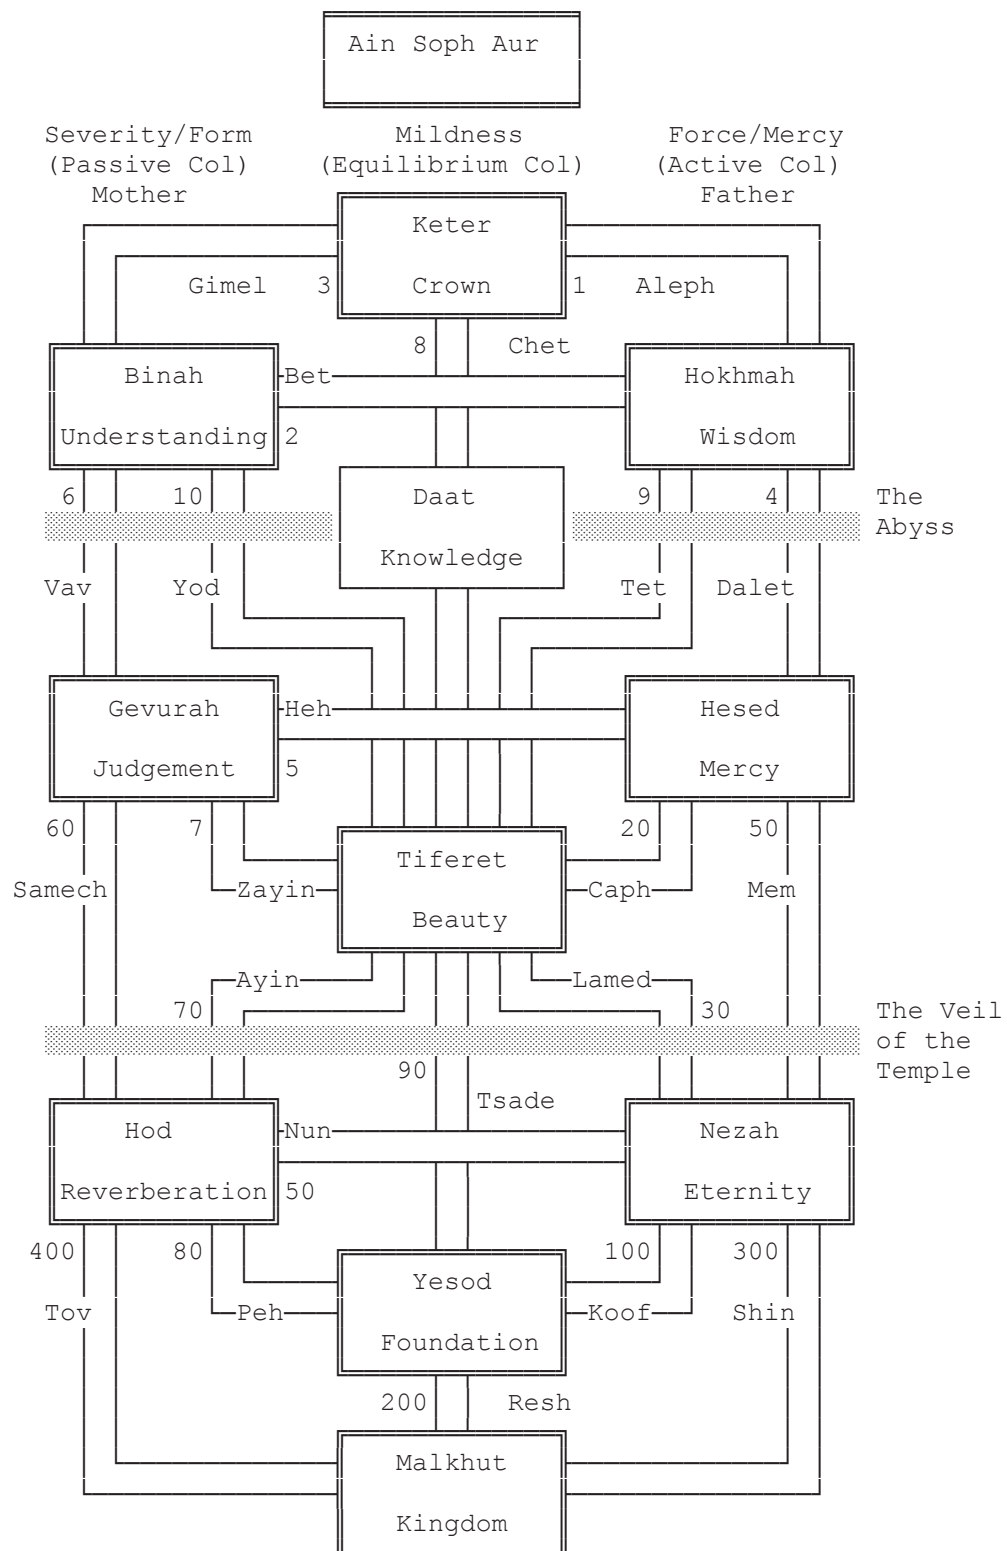 Ain Soph Aur
Severity/Form Mildness Force/Mercy
(Passive Col) (Equilibrium Col) (Active Col)
Mother Father
Keter
Gimel 3 Crown 1 Aleph
8 Chet
Binah Bet Hokhmah
Understanding 2 Wisdom
6 10 Daat 9 4 The
Abyss
Knowledge
Vav Yod Tet Dalet
Gevurah Heh Hesed
Judgement 5 Mercy
60 7 20 50
Tiferet
Samech Zayin Caph Mem
Beauty
Ayin Lamed
70 30 The Veil
of the
90 Temple
Tsade
Hod Nun Nezah
Reverberation 50 Eternity
400 80 100 300
Yesod
Tov Peh Koof Shin
Foundation
200 Resh
Malkhut
Kingdom